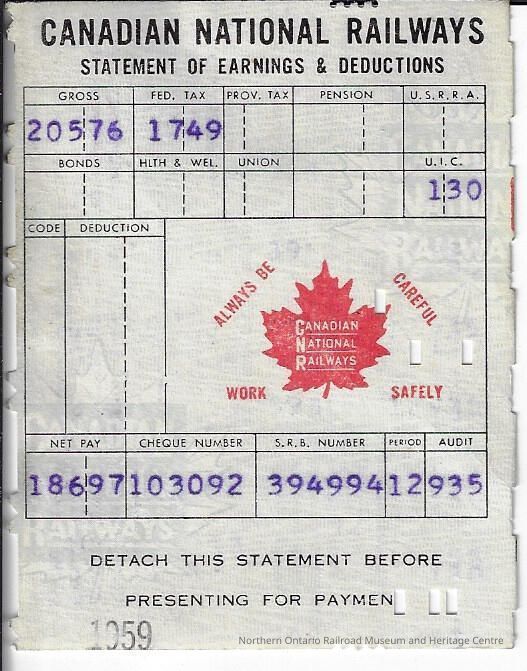 CANADIAN NATIONAL RAILWAYS
STATEMENT OF EARNINGS & DEDUCTIONS
GROSS FED. TAX PROV. TAX PENSION U.S.R.R.A.
20576 1749
BONDS HLTH & WEL. UNION U.I.C.
130
CODE DEDUCTION
ALWAYS BE CAREFUL
CANADIAN
NATIONAL
RAILWAYS
WORK SAFELY
NET PAY CHEQUE NUMBER S.R.B. NUMBER PERIOD AUDIT
18697 103092 394994 12 935
DETACH THIS STATEMENT BEFORE
PRESENTING FOR PAYMEN
1959
Northern Ontario Railroad Museum and Heritage Centre